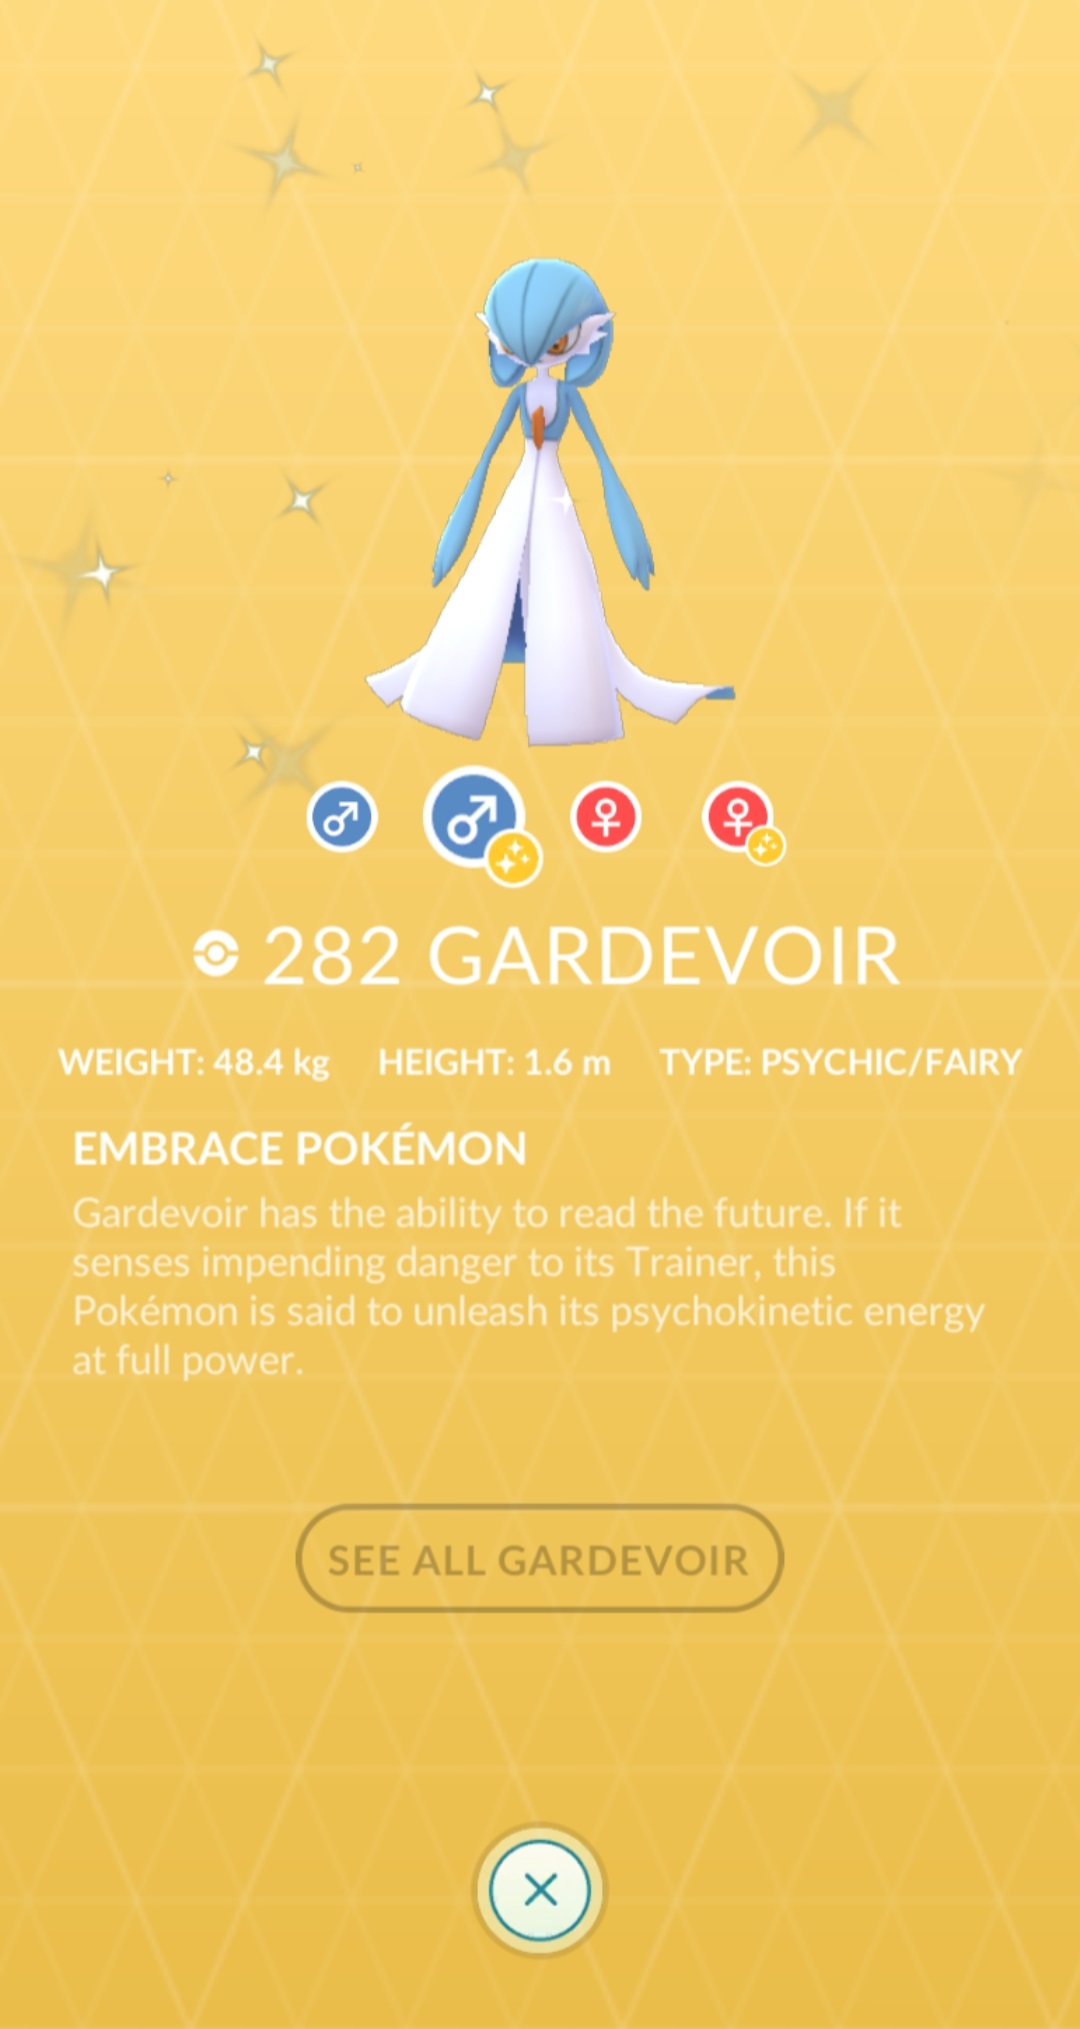 282 GARDEVOIR
WEIGHT: 48.4 kg HEIGHT: 1.6 m TYPE: PSYCHIC/FAIRY
EMBRACE POKÉMON
Gardevoir has the ability to read the future. If it
senses impending danger to its Trainer, this
Pokémon is said to unleash its psychokinetic energy
at full power.
SEE ALL GARDEVOIR